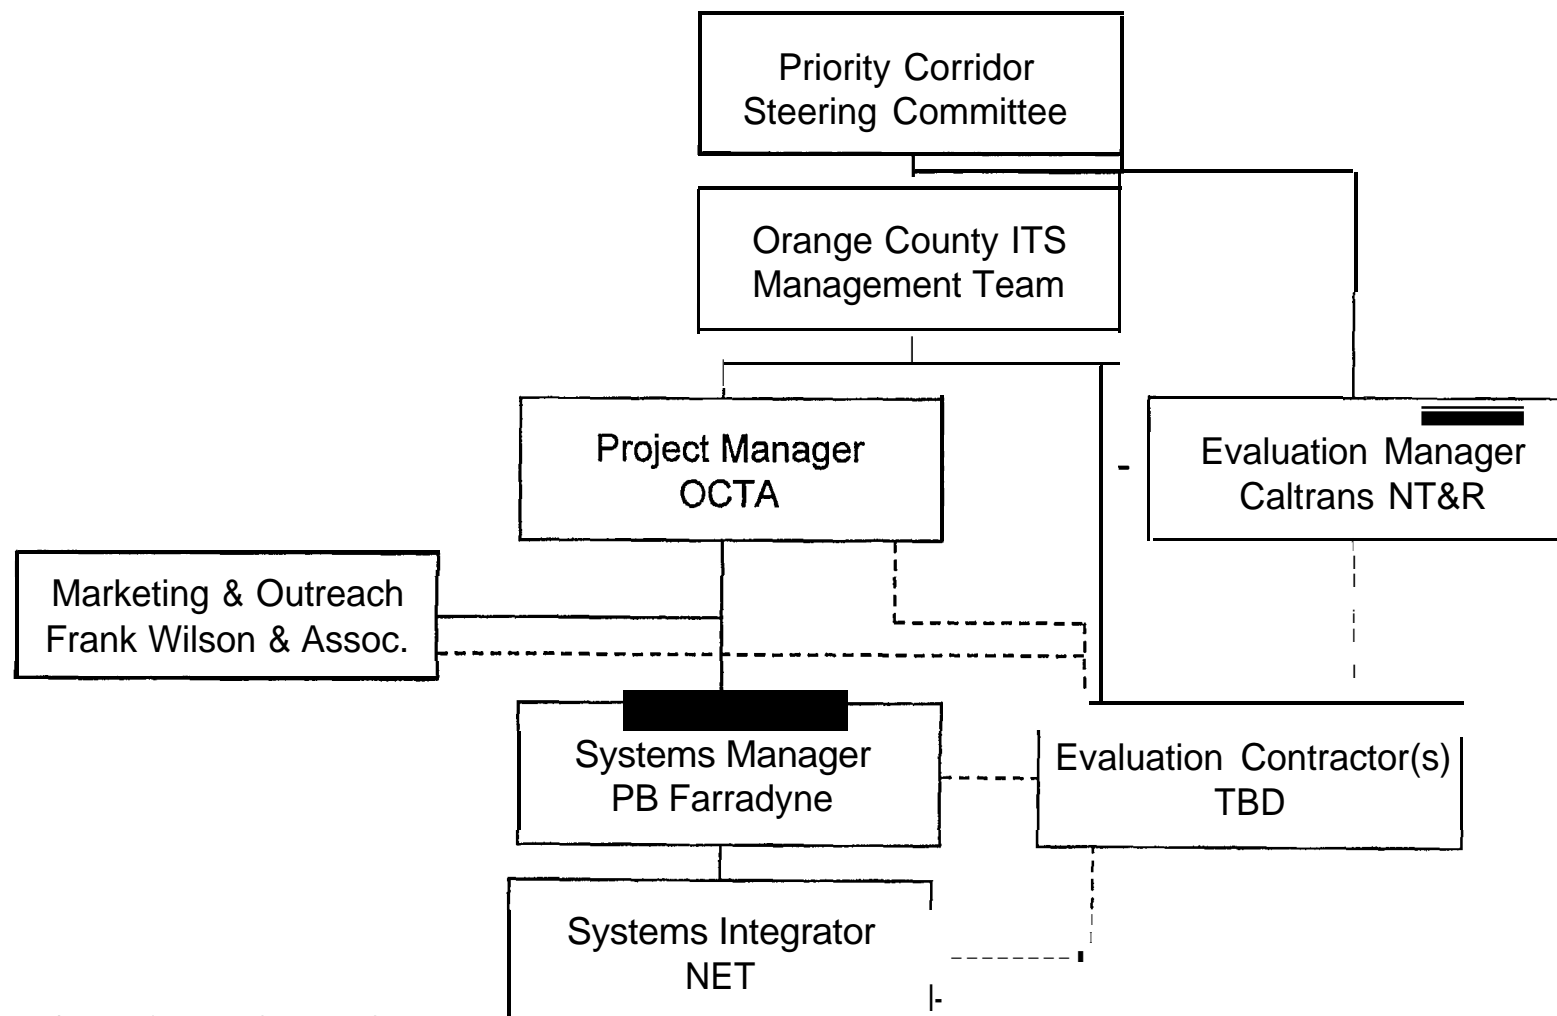 Priority Corridor
Steering Committee
Orange County ITS
Management Team
Project Manager
OCTA
Evaluation Manager
Caltrans NT&R
Marketing & Outreach
Frank Wilson & Assoc.
Systems Manager
PB Farradyne
Evaluation Contractor(s)
TBD
Systems Integrator
NET